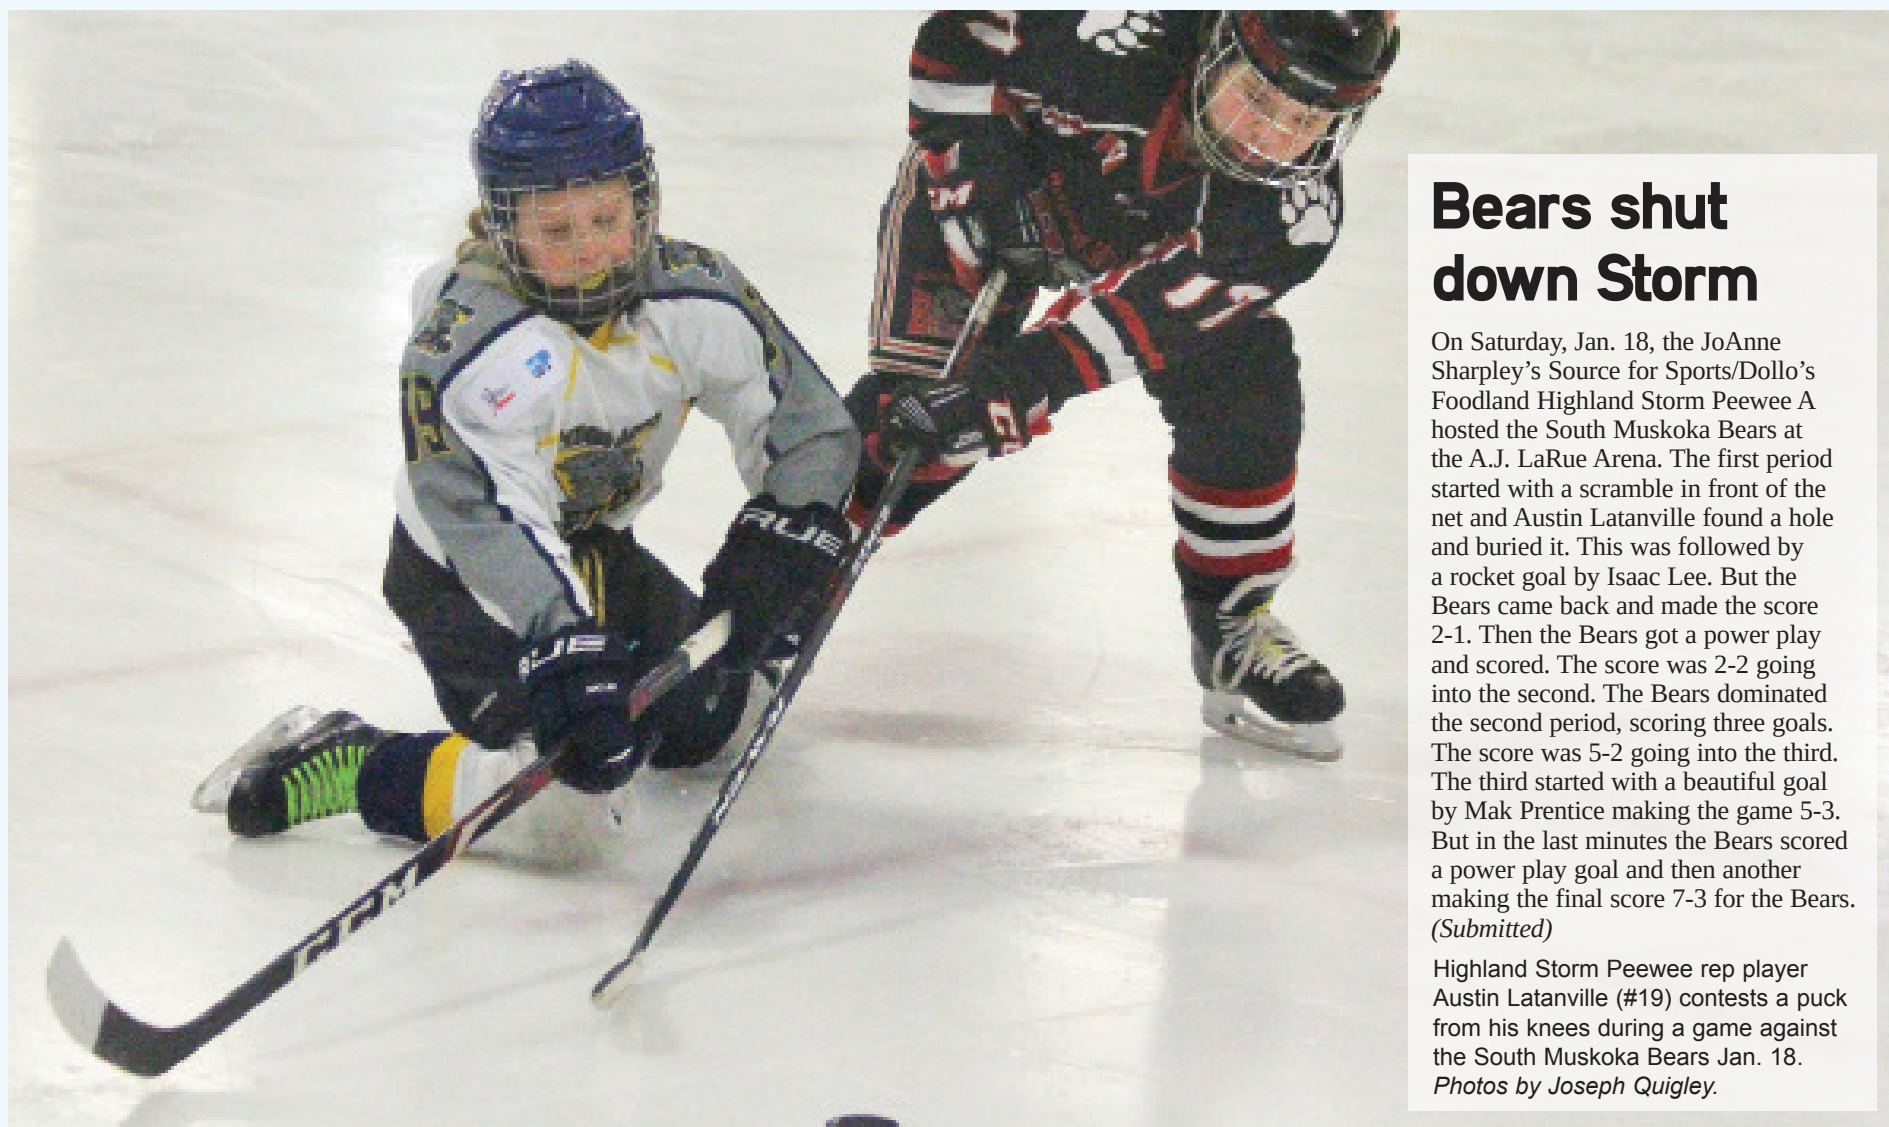 Bears shut
down Storm
On Saturday, Jan. 18, the JoAnne
Sharpley’s Source for Sports/Dollo’s
Foodland Highland Storm Peewee A
hosted the South Muskoka Bears at
the A.J. LaRue Arena. The first period
started with a scramble in front of the
net and Austin Latanville found a hole
and buried it. This was followed by
a rocket goal by Isaac Lee. But the
Bears came back and made the score
2-1. Then the Bears got a power play
and scored. The score was 2-2 going
into the second. The Bears dominated
the second period, scoring three goals.
The score was 5-2 going into the third.
The third started with a beautiful goal
by Mak Prentice making the game 5-3.
But in the last minutes the Bears scored
a power play goal and then another
making the final score 7-3 for the Bears.
(Submitted)
Highland Storm Peewee rep player
Austin Latanville (#19) contests a puck
from his knees during a game against
the South Muskoka Bears Jan. 18.
Photos by Joseph Quigley.
CCM